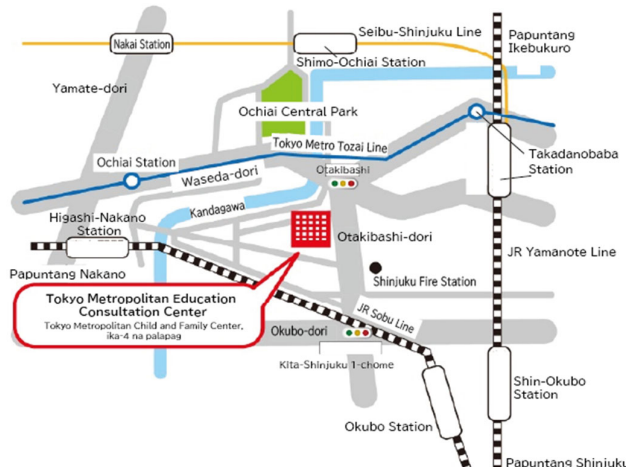 Seibu-Shinjuku Line
Papuntang
Ikebukuro
Nakai Station
Shimo-Ochiai Station
Yamate-dori
Ochiai Central Park
Tokyo Metro Tozai Line
Takadanobaba
Station
Ochiai Station
Otakibashi
Waseda-dori
Kandagawa
Higashi-Nakano
Station
Otakibashi-dori
JR Yamanote Line
Papuntang Nakano
Shinjuku Fire Station
Tokyo Metropolitan Education
Consultation Center
Tokyo Metropolitan Child and Family Center,
ika-4 na palapag
JR Sobu Line
Okubo-dori
Kita-Shinjuku 1-chome
Shin-Okubo
Station
Okubo Station
Papuntang Shinjuku